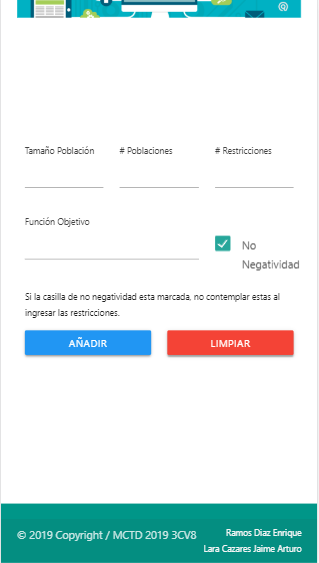 @
Tamaño Población # Poblaciones # Restricciones
Función Objetivo
No
Negatividad
Si la casilla de no negatividad esta marcada, no contemplar estas al
ingresar las restricciones.
AÑADIR LIMPIAR
© 2019 Copyright / MCTD 2019 3CV8 Ramos Diaz Enrique
Lara Cazares Jaime Arturo